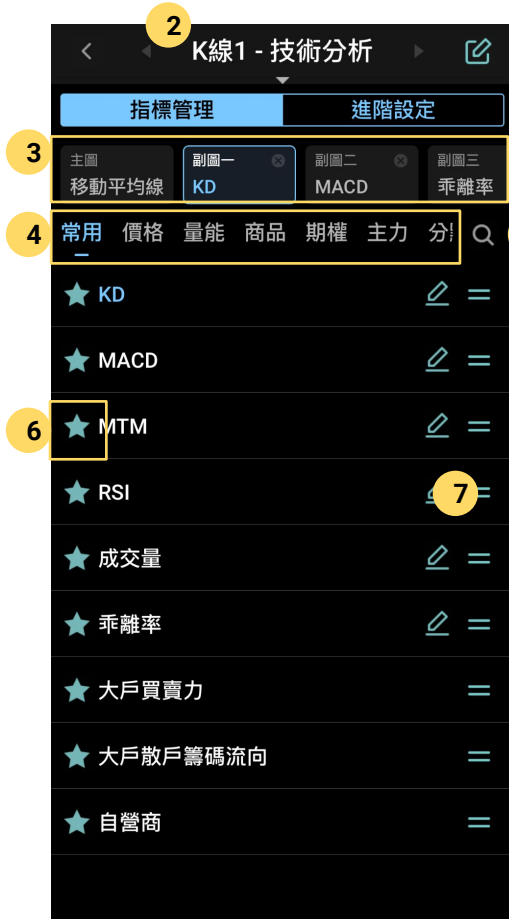 2
K線1 - 技術分析
指標管理 進階設定
3
主圖 副圖一 副圖二 副圖三
移動平均線 KD MACD 乖離率
4
常用 價格 量能 商品 期權 主力 分
KD
MACD
6
MTM
RSI
7
成交量
乖離率
大戶買賣力
大戶散戶籌碼流向
自營商